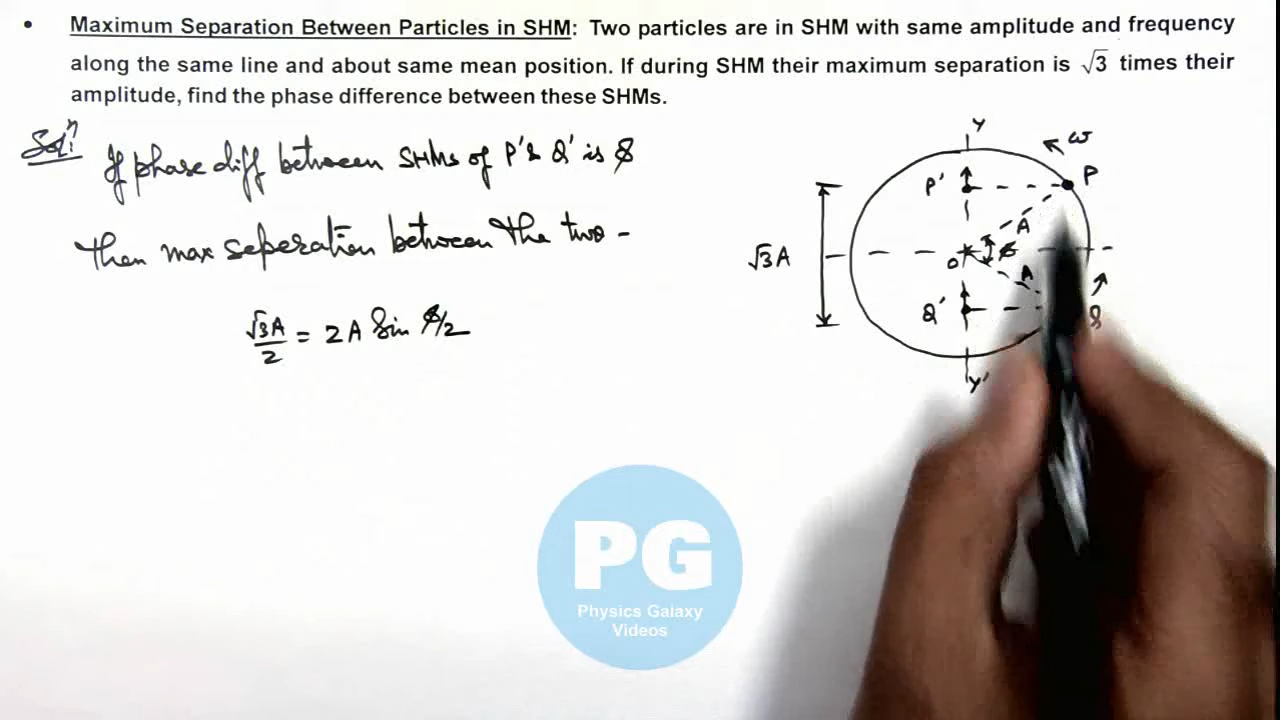 • Maximum Separation Between Particles in SHM: Two particles are in SHM with same amplitude and frequency
along the same line and about same mean position. If during SHM their maximum separation is √3 times their
amplitude, find the phase difference between these SHMs.
Solⁿ:
If phase diff between SHMs of P' & Q' is ϕ
Then max seperation between the two -
√3A/2 = 2A Sin ϕ/2
Y
ω
P' P
A
√3A
O ϕ
A
Q'
Y'
PG
Physics Galaxy
Videos